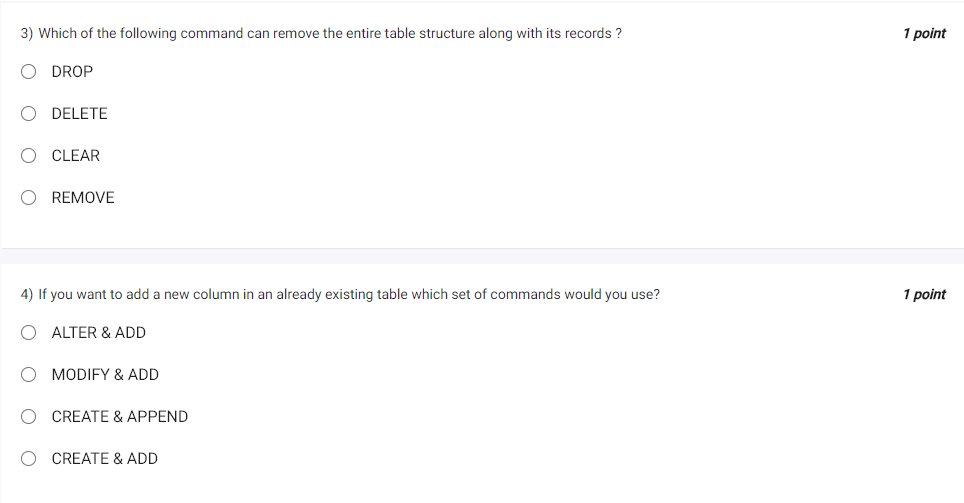 3) Which of the following command can remove the entire table structure along with its records ? 1 point
DROP
DELETE
CLEAR
REMOVE
4) If you want to add a new column in an already existing table which set of commands would you use? 1 point
ALTER & ADD
MODIFY & ADD
CREATE & APPEND
CREATE & ADD